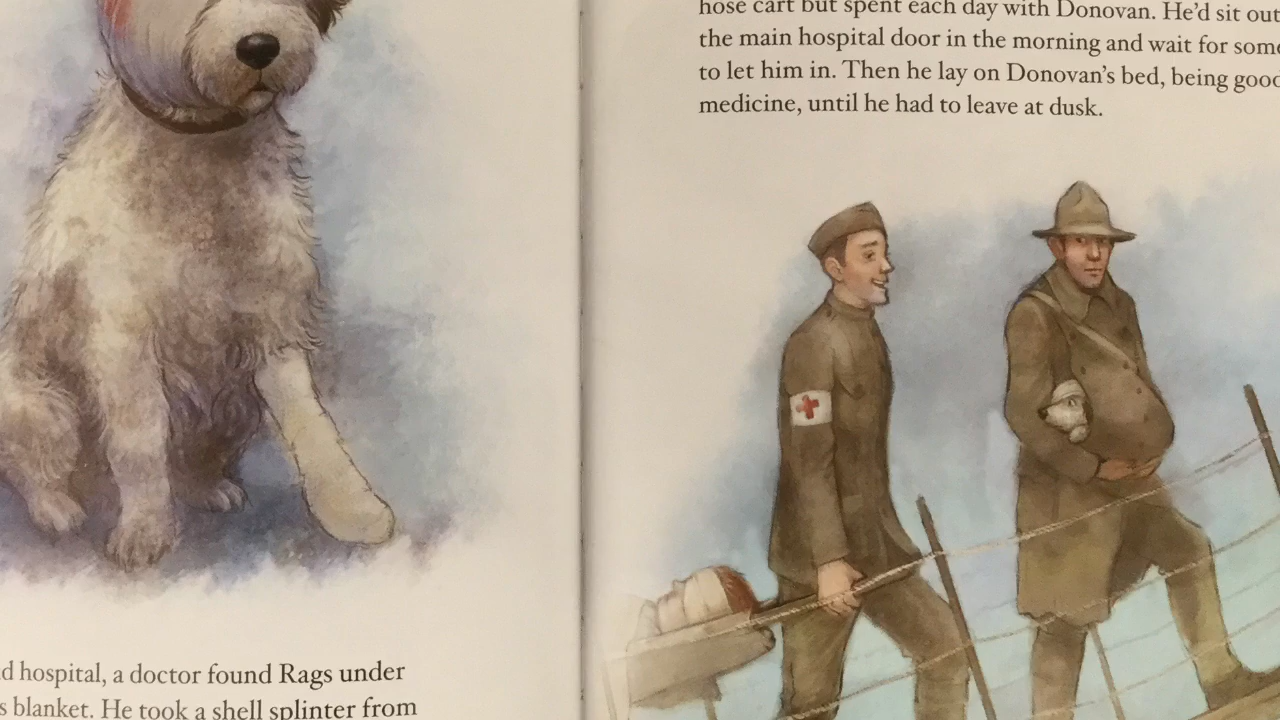 d hospital, a doctor found Rags under
s blanket. He took a shell splinter from
hose cart but spent each day with Donovan. He'd sit out
the main hospital door in the morning and wait for some
to let him in. Then he lay on Donovan's bed, being good
medicine, until he had to leave at dusk.